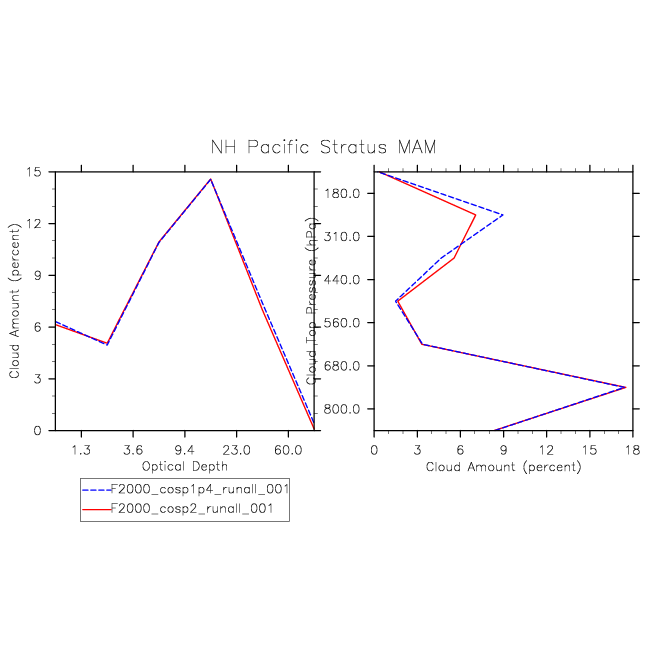 NH Pacific Stratus MAM
Cloud Amount (percent)
15
12
9
6
3
0
1.3 3.6 9.4 23.0 60.0
Optical Depth
Cloud Top Pressure (hPa)
180.0
310.0
440.0
560.0
680.0
800.0
0 3 6 9 12 15 18
Cloud Amount (percent)
F2000_cosp1p4_runall_001
F2000_cosp2_runall_001